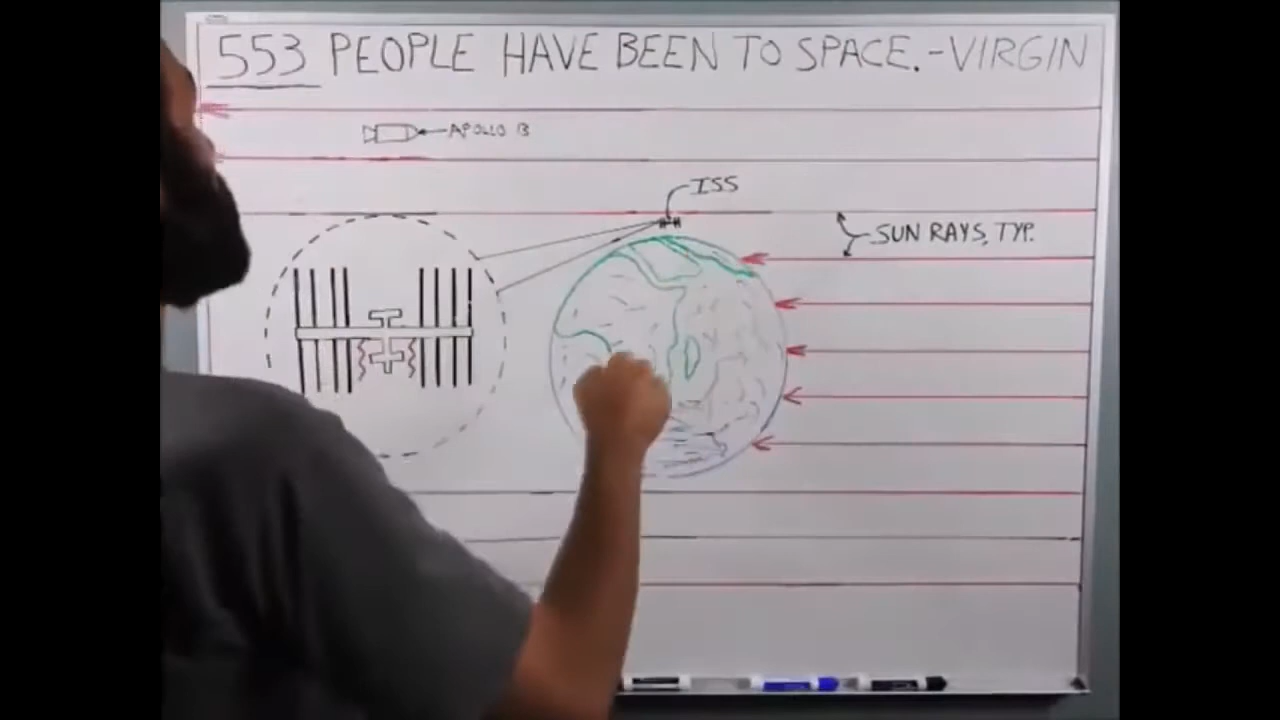 553 PEOPLE HAVE BEEN TO SPACE.-VIRGIN
APOLLO 13
ISS
SUN RAYS, TYP.